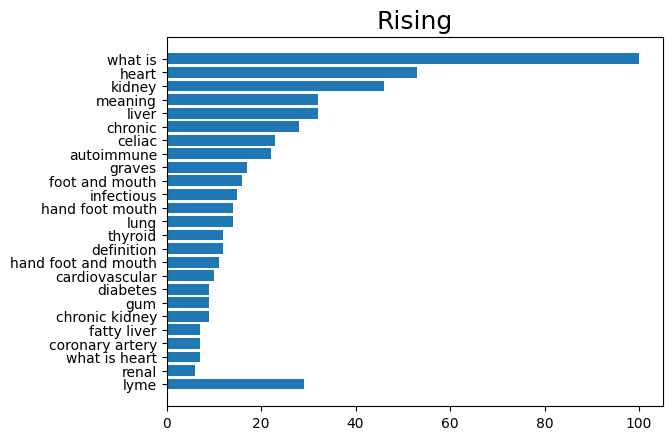 Rising
what is
heart
kidney
meaning
liver
chronic
celiac
autoimmune
graves
foot and mouth
infectious
hand foot mouth
lung
thyroid
definition
hand foot and mouth
cardiovascular
diabetes
gum
chronic kidney
fatty liver
coronary artery
what is heart
renal
lyme
0 20 40 60 80 100